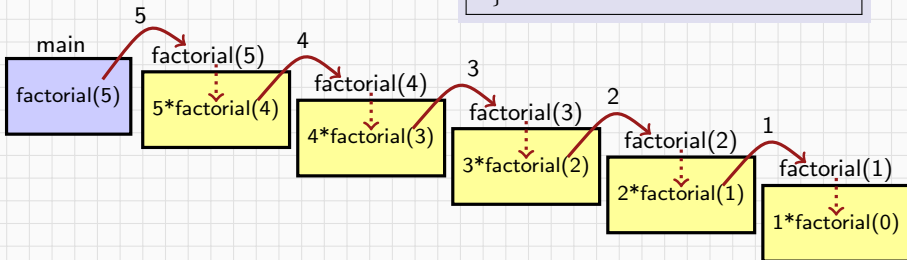 }
5
main
factorial(5)
factorial(5)
4
5*factorial(4)
factorial(4)
3
4*factorial(3)
factorial(3)
2
3*factorial(2)
factorial(2)
1
2*factorial(1)
factorial(1)
1*factorial(0)